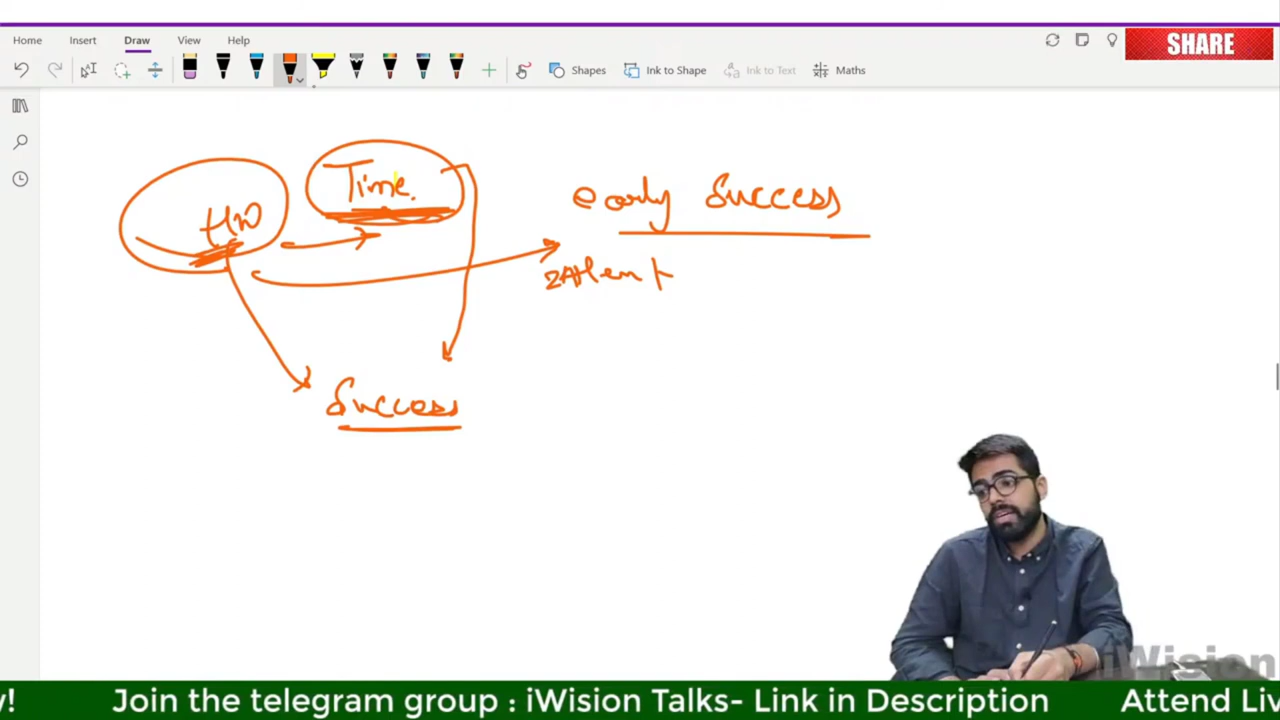 Home Insert Draw View Help
SHARE
Shapes Ink to Shape Ink to Text Maths
Time.
HW
early Success
Success
iWision
y! Join the telegram group : iWision Talks- Link in Description Attend Liv